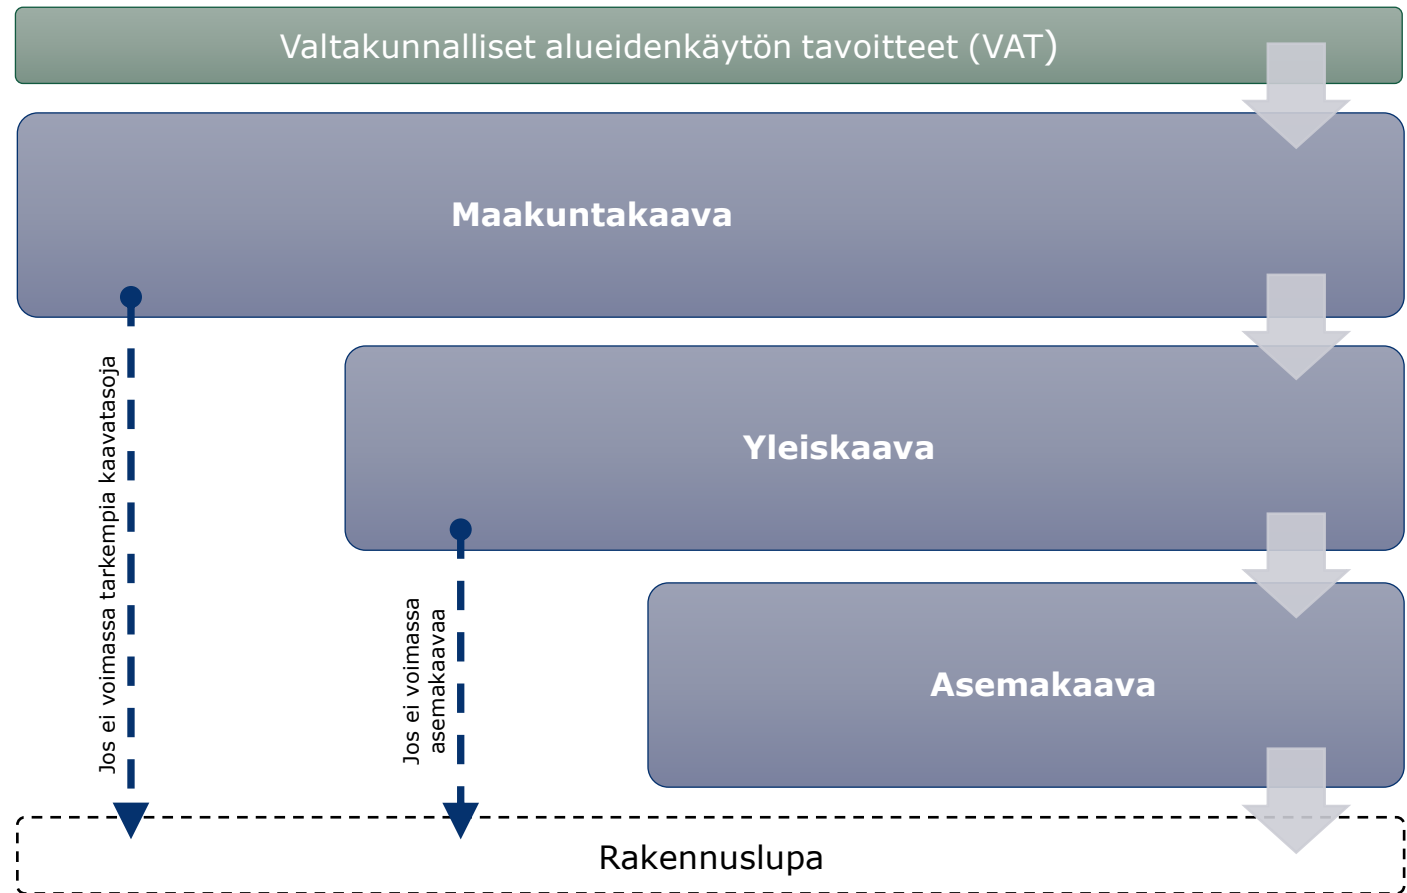 Valtakunnalliset alueidenkäytön tavoitteet (VAT)
Maakuntakaava
Jos ei voimassa tarkempia kaavatasoja
Yleiskaava
Jos ei voimassa
asemakaavaa
Asemakaava
Rakennuslupa